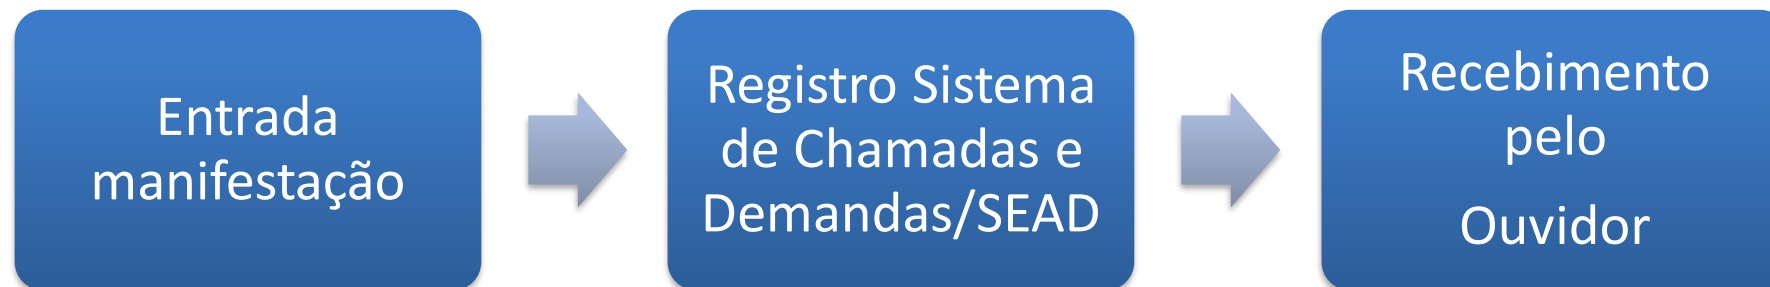 Entrada
manifestação
Registro Sistema
de Chamadas e
Demandas/SEAD
Recebimento
pelo
Ouvidor